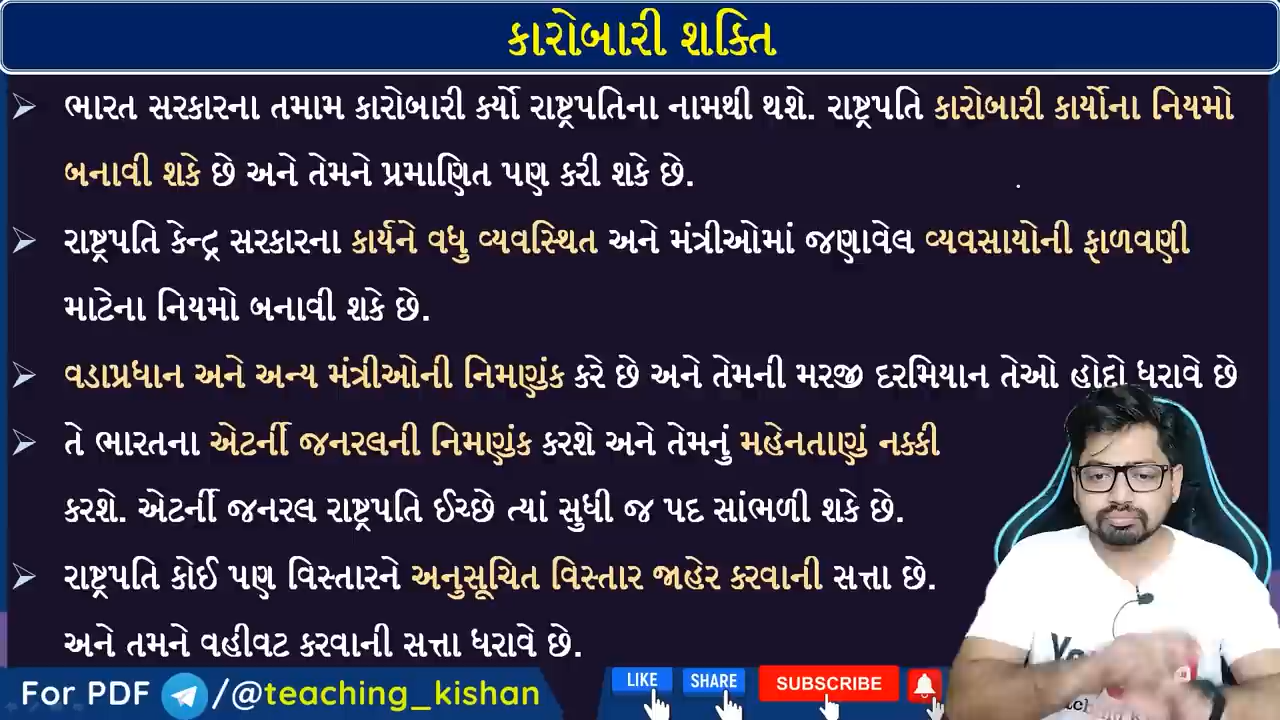 કારોબારી શક્તિ
ભારત સરકારના તમામ કારોબારી કર્યો રાષ્ટ્રપતિના નામથી થશે. રાષ્ટ્રપતિ કારોબારી કાર્યોના નિયમો
બનાવી શકે છે અને તેમને પ્રમાણિત પણ કરી શકે છે.
રાષ્ટ્રપતિ કેન્દ્ર સરકારના કાર્યને વધુ વ્યવસ્થિત અને મંત્રીઓમાં જણાવેલ વ્યવસાયોની ફાળવણી
માટેના નિયમો બનાવી શકે છે.
વડાપ્રધાન અને અન્ય મંત્રીઓની નિમણુંક કરે છે અને તેમની મરજી દરમિયાન તેઓ હોદ્દો ધરાવે છે
તે ભારતના એટર્ની જનરલની નિમણુંક કરશે અને તેમનું મહેનતાણું નક્કી
કરશે. એટર્ની જનરલ રાષ્ટ્રપતિ ઈચ્છે ત્યાં સુધી જ પદ સાંભળી શકે છે.
રાષ્ટ્રપતિ કોઈ પણ વિસ્તારને અનુસૂચિત વિસ્તાર જાહેર કરવાની સત્તા છે.
અને તમને વહીવટ કરવાની સત્તા ધરાવે છે.
For PDF /@teaching_kishan
LIKE SHARE SUBSCRIBE